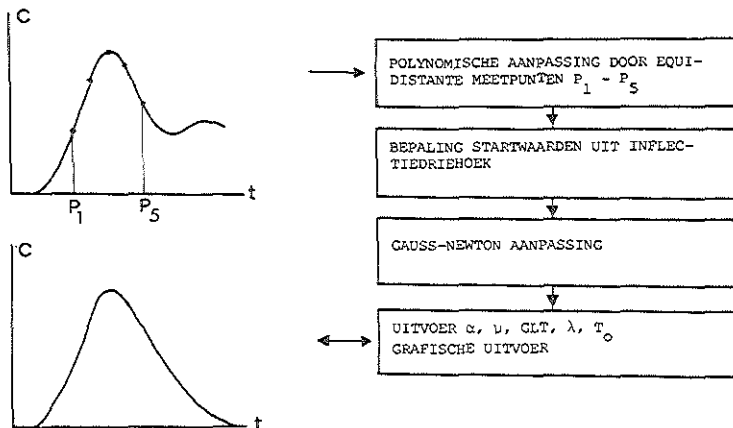 C
t
P1 P5
POLYNOMISCHE AANPASSING DOOR EQUI-
DISTANTE MEETPUNTEN P1 - P5
BEPALING STARTWAARDEN UIT INFLEC-
TIEDRIEHOEK
GAUSS-NEWTON AANPASSING
C
t
UITVOER α, μ, GLT, λ, To
GRAFISCHE UITVOER